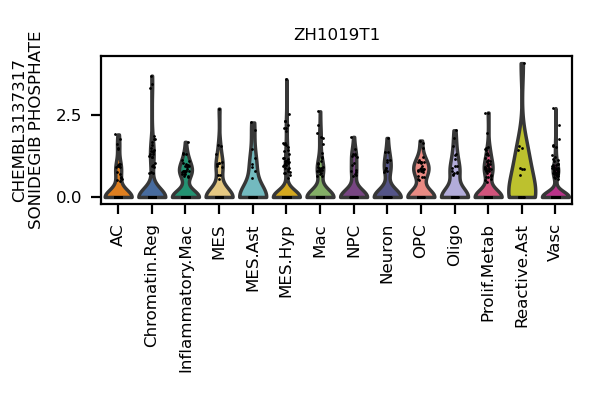 ZH1019T1
CHEMBL3137317
SONIDEGIB PHOSPHATE
2.5
0.0
AC
Chromatin.Reg
Inflammatory.Mac
MES
MES.Ast
MES.Hyp
Mac
NPC
Neuron
OPC
Oligo
Prolif.Metab
Reactive.Ast
Vasc